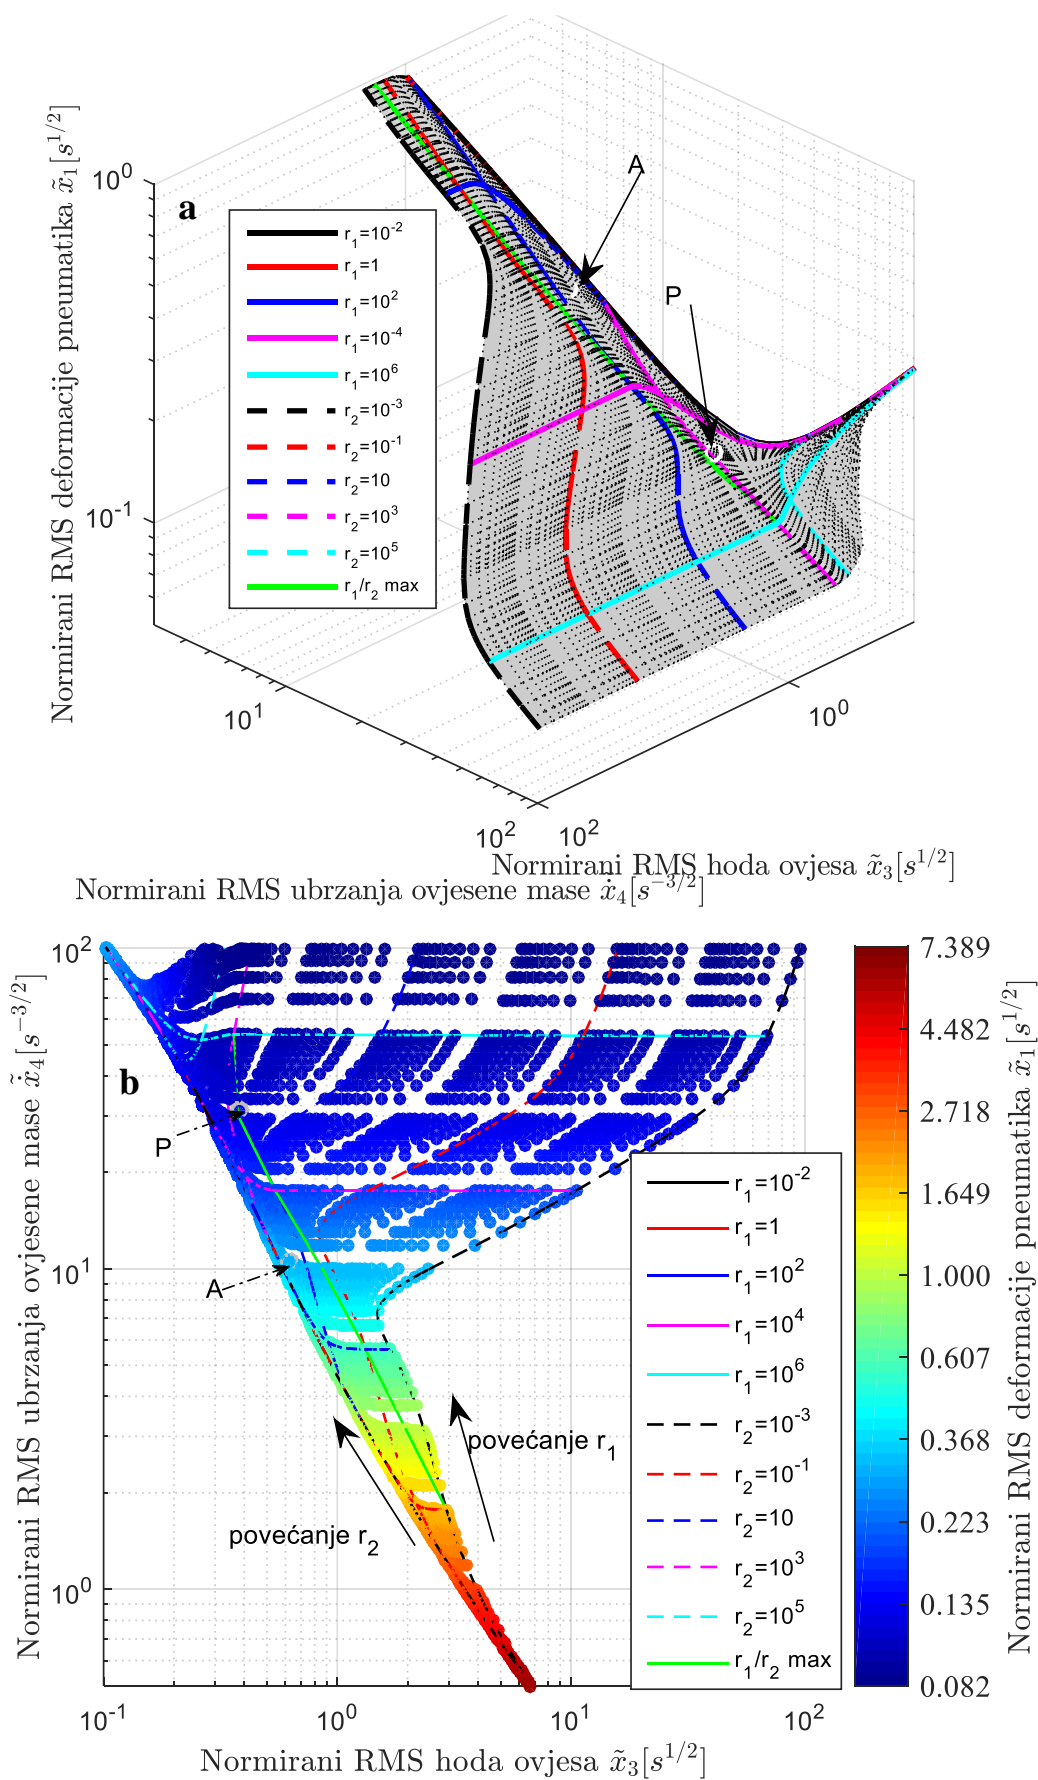 Normirani RMS deformacije pneumatika x̃₁[s^{1/2}]
10⁰
10⁻¹
a
A
P
r₁=10⁻²
r₁=1
r₁=10²
r₁=10⁻⁴
r₁=10⁶
r₂=10⁻³
r₂=10⁻¹
r₂=10
r₂=10³
r₂=10⁵
r₁/r₂ max
10¹
10²
10²
10⁰
Normirani RMS hoda ovjesa x̃₃[s^{1/2}]
Normirani RMS ubrzanja ovjesene mase ẋ̃₄[s^{−3/2}]
Normirani RMS ubrzanja ovjesene mase x̃₄[s^{−3/2}]
10²
10¹
10⁰
b
P
A
povećanje r₁
povećanje r₂
r₁=10⁻²
r₁=1
r₁=10²
r₁=10⁴
r₁=10⁶
r₂=10⁻³
r₂=10⁻¹
r₂=10
r₂=10³
r₂=10⁵
r₁/r₂ max
10⁻¹
10⁰
10¹
10²
Normirani RMS hoda ovjesa x̃₃[s^{1/2}]
7.389
4.482
2.718
1.649
1.000
0.607
0.368
0.223
0.135
0.082
Normirani RMS deformacije pneumatika x̃₁[s^{1/2}]